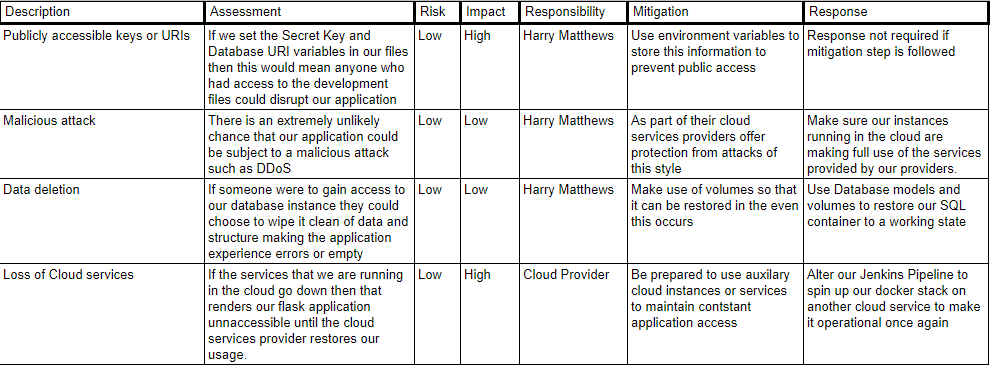 Description Assessment Risk Impact Responsibility Mitigation Response
Publicly accessible keys or URIs
If we set the Secret Key and
Database URI variables in our files
then this would mean anyone who
had access to the development
files could disrupt our application
Low
High
Harry Matthews
Use environment variables to
store this information to
prevent public access
Response not required if
mitigation step is followed
Malicious attack
There is an extremely unlikely
chance that our application could
be subject to a malicious attack
such as DDoS
Low
Low
Harry Matthews
As part of their cloud
services providers offer
protection from attacks of
this style
Make sure our instances
running in the cloud are
making full use of the services
provided by our providers.
Data deletion
If someone were to gain access to
our database instance they could
choose to wipe it clean of data and
structure making the application
experience errors or empty
Low
Low
Harry Matthews
Make use of volumes so that
it can be restored in the even
this occurs
Use Database models and
volumes to restore our SQL
container to a working state
Loss of Cloud services
If the services that we are running
in the cloud go down then that
renders our flask application
unnaccessible until the cloud
services provider restores our
usage.
Low
High
Cloud Provider
Be prepared to use auxilary
cloud instances or services
to maintain contstant
application access
Alter our Jenkins Pipeline to
spin up our docker stack on
another cloud service to make
it operational once again